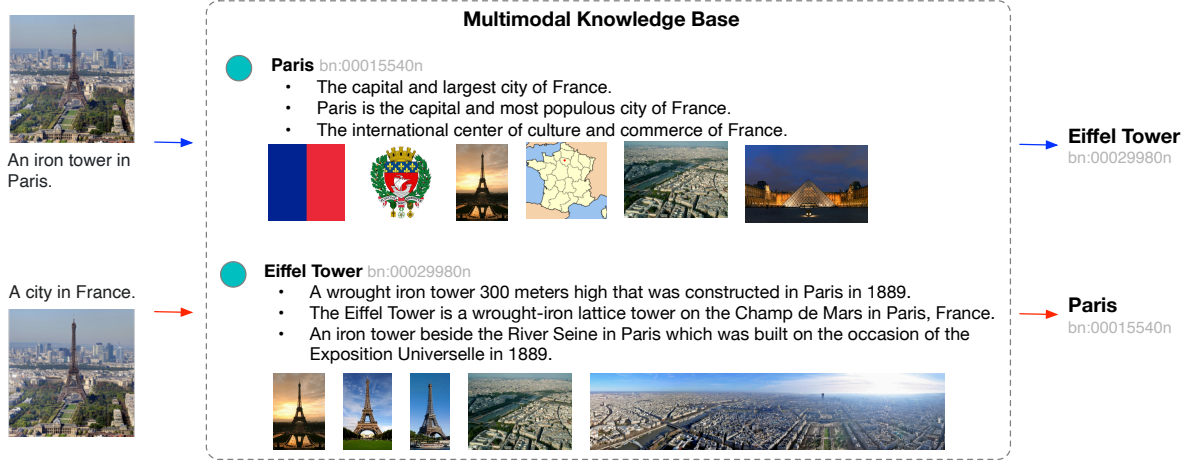 Multimodal Knowledge Base
Paris bn:00015540n
• The capital and largest city of France.
• Paris is the capital and most populous city of France.
• The international center of culture and commerce of France.
An iron tower in
Paris.
Eiffel Tower
bn:00029980n
Eiffel Tower bn:00029980n
• A wrought iron tower 300 meters high that was constructed in Paris in 1889.
• The Eiffel Tower is a wrought-iron lattice tower on the Champ de Mars in Paris, France.
• An iron tower beside the River Seine in Paris which was built on the occasion of the
Exposition Universelle in 1889.
A city in France.
Paris
bn:00015540n